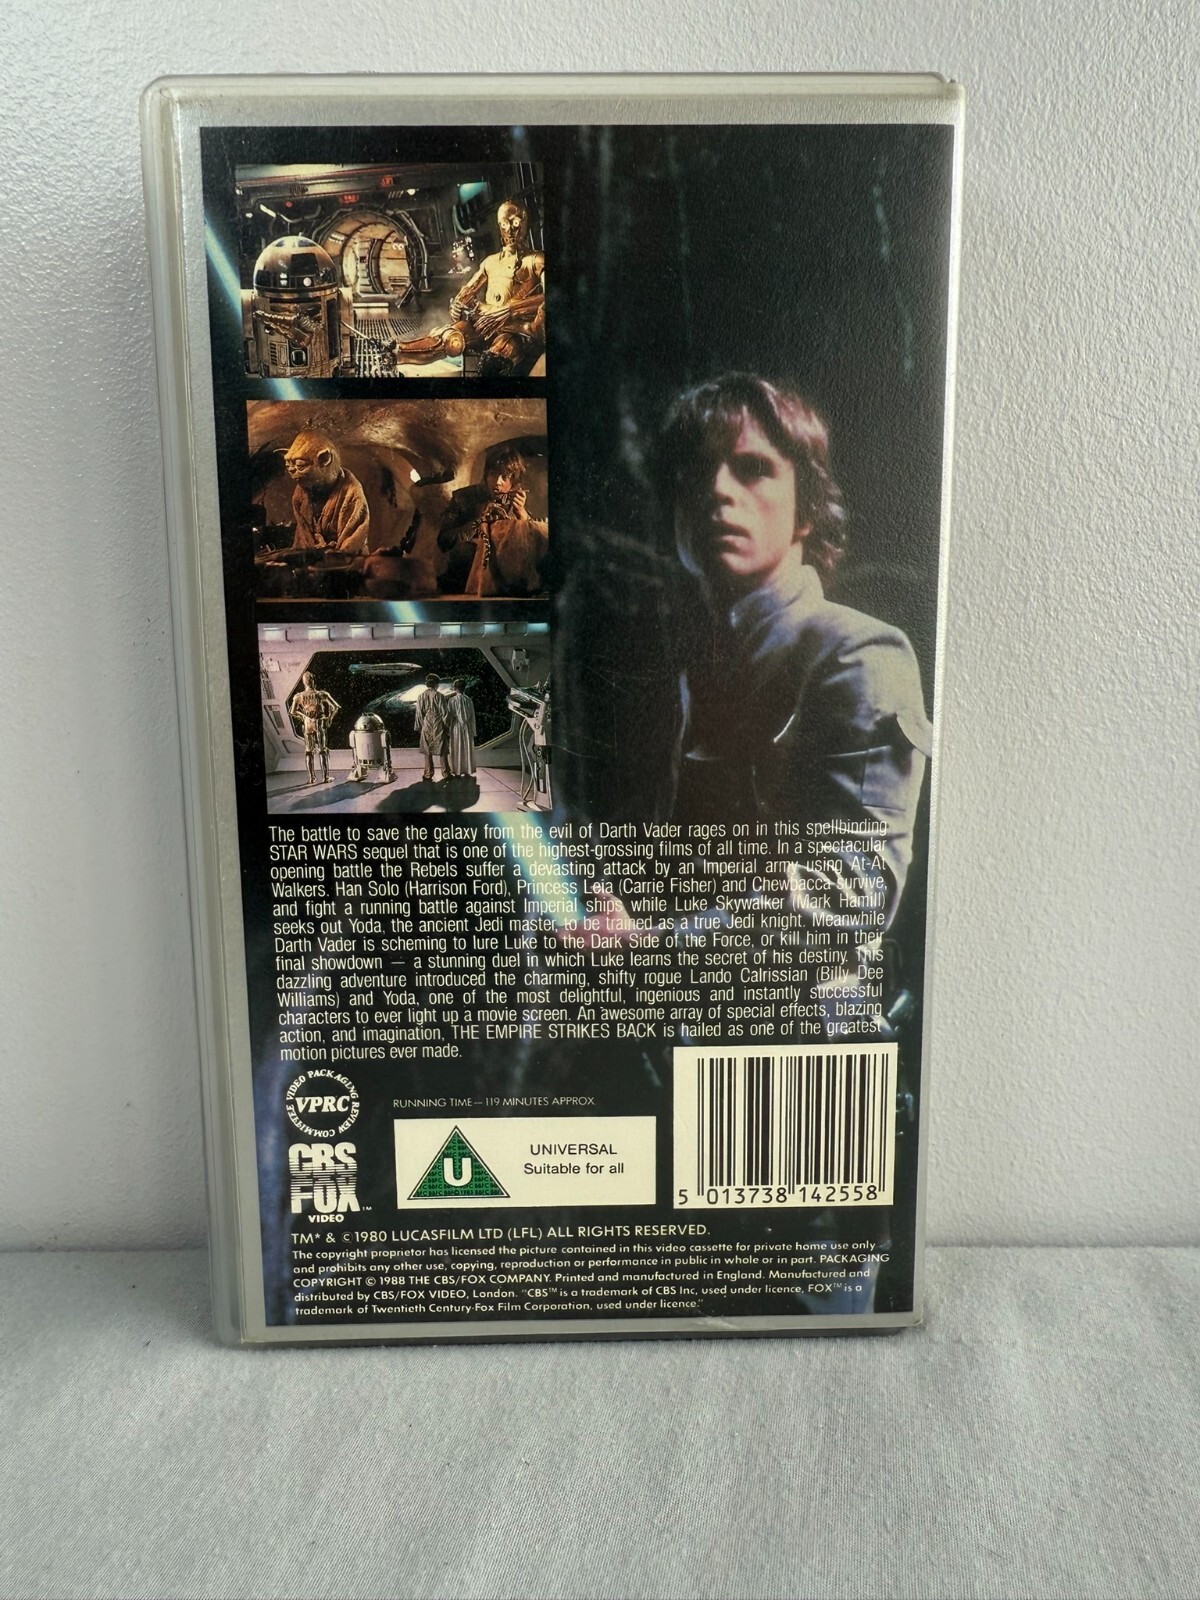 The battle to save the galaxy from the evil of Darth Vader rages on in this spellbinding
STAR WARS sequel that is one of the highest-grossing films of all time. In a spectacular
opening battle the Rebels suffer a devasting attack by an Imperial army using At-At
Walkers. Han Solo (Harrison Ford), Princess Leia (Carrie Fisher) and Chewbacca survive,
and fight a running battle against Imperial ships while Luke Skywalker (Mark Hamill)
seeks out Yoda, the ancient Jedi master, to be trained as a true Jedi knight. Meanwhile
Darth Vader is scheming to lure Luke to the Dark Side of the Force, or kill him in their
final showdown — a stunning duel in which Luke learns the secret of his destiny. This
dazzling adventure introduced the charming, shifty rogue Lando Calrissian (Billy Dee
Williams) and Yoda, one of the most delightful, ingenious and instantly successful
characters to ever light up a movie screen. An awesome array of special effects, blazing
action, and imagination, THE EMPIRE STRIKES BACK is hailed as one of the greatest
motion pictures ever made.
VIDEO PACKAGING REVIEW COMMITTEE
VPRC
RUNNING TIME—119 MINUTES APPROX.
CBS
FOX™
VIDEO
U
UNIVERSAL
Suitable for all
5 013738 142558
TM* & ©1980 LUCASFILM LTD (LFL) ALL RIGHTS RESERVED.
The copyright proprietor has licensed the picture contained in this video cassette for private home use only
and prohibits any other use, copying, reproduction or performance in public in whole or in part. PACKAGING
COPYRIGHT © 1988 THE CBS/FOX COMPANY. Printed and manufactured in England. Manufactured and
distributed by CBS/FOX VIDEO, London. "CBS™ is a trademark of CBS Inc, used under licence, FOX™ is a
trademark of Twentieth Century-Fox Film Corporation, used under licence."